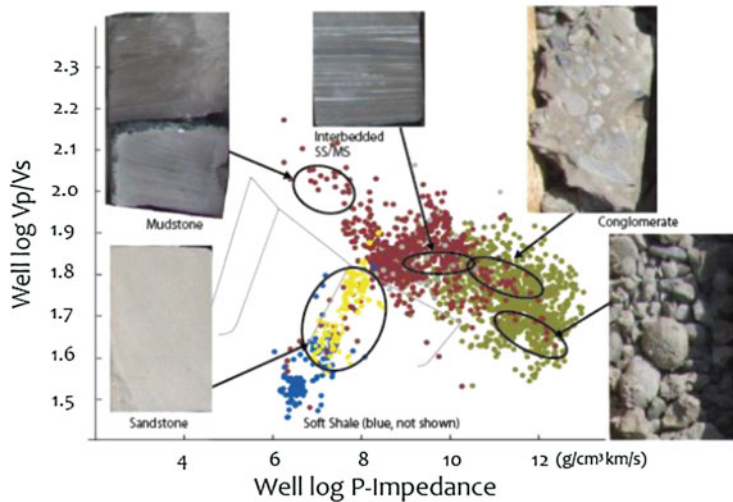 2.3
2.2
2.1
2.0
1.9
1.8
1.7
1.6
1.5
Well log Vp/Vs
Mudstone
Interbedded
SS/MS
Conglomerate
Sandstone
Soft Shale (blue, not shown)
4
6
8
10
12
(g/cm³km/s)
Well log P-Impedance